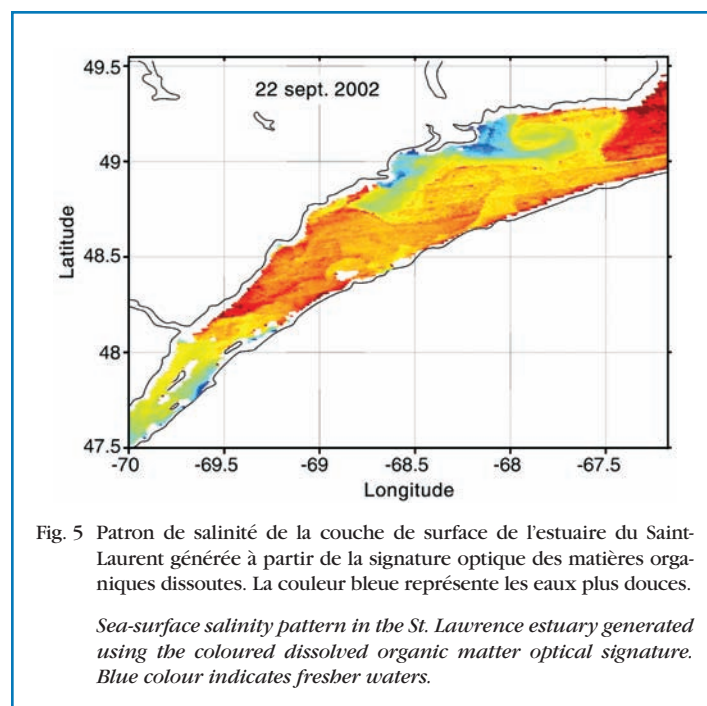 22 sept. 2002
49.5
49
48.5
48
47.5
Latitude
-70 -69.5 -69 -68.5 -68 -67.5
Longitude
Fig. 5 Patron de salinité de la couche de surface de l'estuaire du Saint-
Laurent générée à partir de la signature optique des matières orga-
niques dissoutes. La couleur bleue représente les eaux plus douces.
Sea-surface salinity pattern in the St. Lawrence estuary generated
using the coloured dissolved organic matter optical signature.
Blue colour indicates fresher waters.